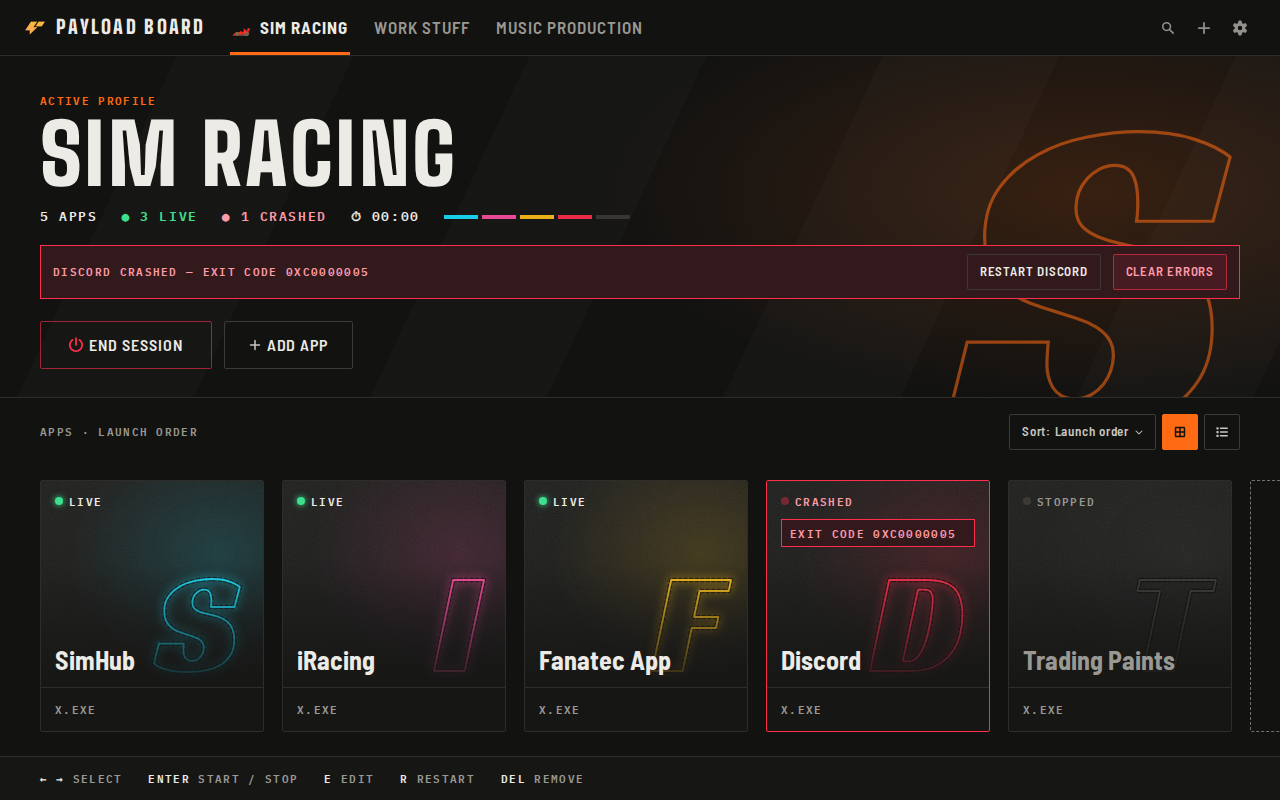 PAYLOAD BOARD
SIM RACING
WORK STUFF
MUSIC PRODUCTION
ACTIVE PROFILE
SIM RACING
5 APPS ● 3 LIVE ● 1 CRASHED ⏱ 00:00
S
DISCORD CRASHED — EXIT CODE 0XC0000005
RESTART DISCORD
CLEAR ERRORS
END SESSION
+ ADD APP
APPS · LAUNCH ORDER
Sort: Launch order
LIVE
S
SimHub
X.EXE
LIVE
I
iRacing
X.EXE
LIVE
F
Fanatec App
X.EXE
CRASHED
EXIT CODE 0XC0000005
D
Discord
X.EXE
STOPPED
T
Trading Paints
X.EXE
← → SELECT ENTER START / STOP E EDIT R RESTART DEL REMOVE